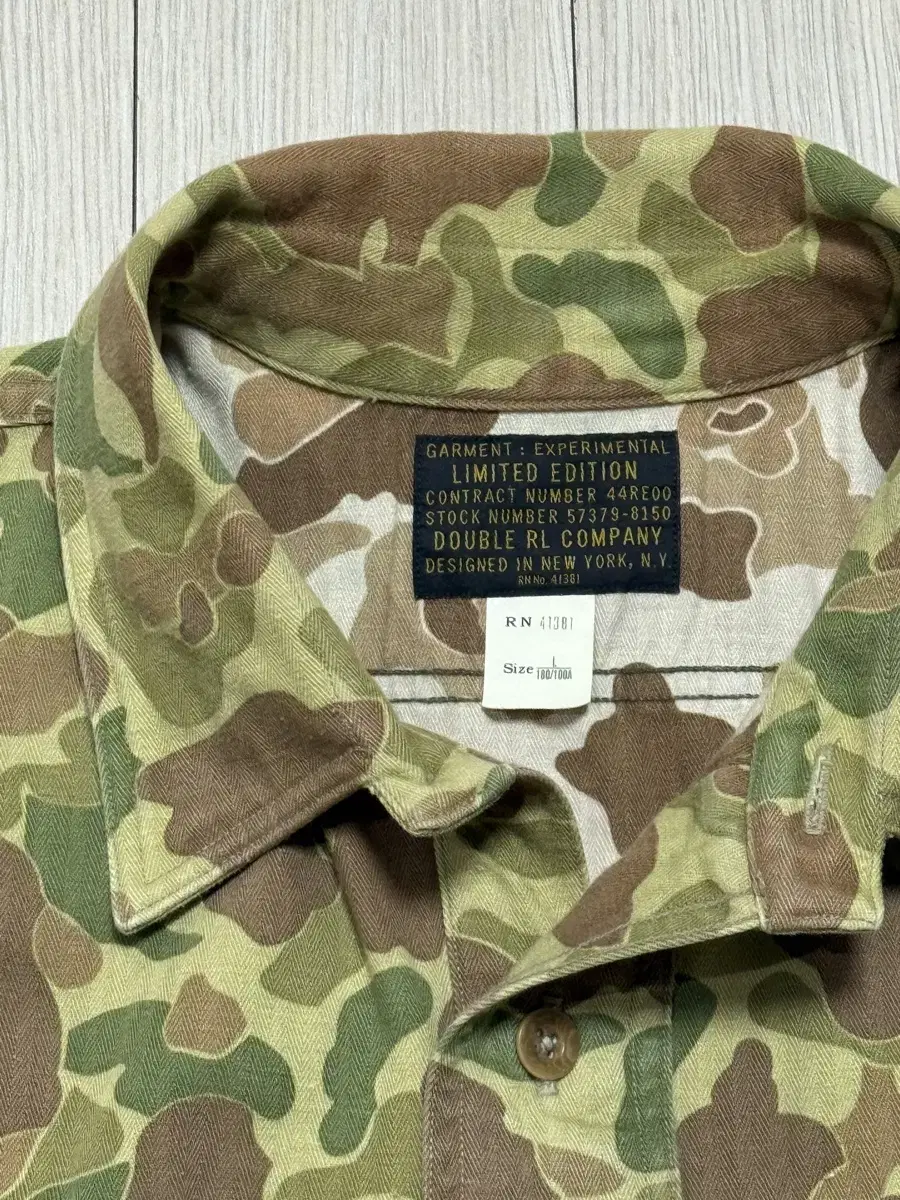 GARMENT : EXPERIMENTAL
LIMITED EDITION
CONTRACT NUMBER 44RE00
STOCK NUMBER 57379-8150
DOUBLE RL COMPANY
DESIGNED IN NEW YORK, N.Y.
RN No. 41381
RN 41381
Size L
180/100A